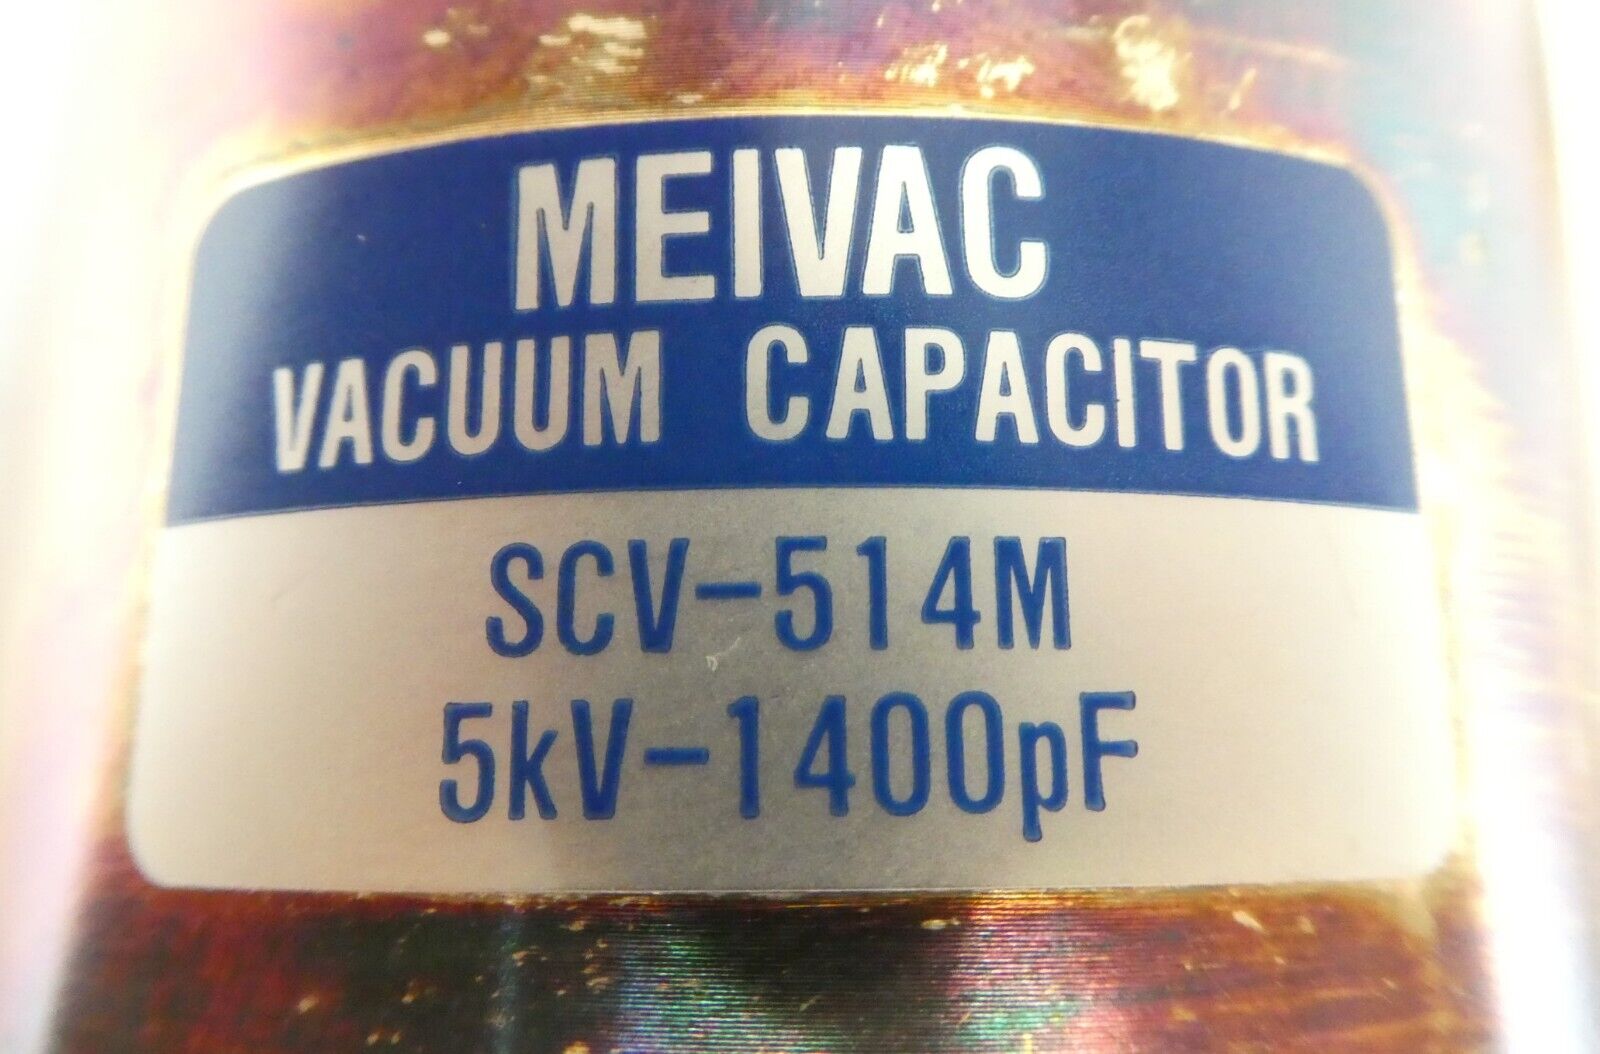 MEIVAC
VACUUM CAPACITOR
SCV-514M
5kV-1400pF